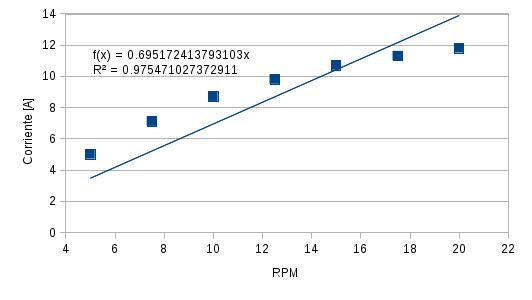 14
12
10
8
6
4
2
0
f(x) = 0.695172413793103x
R² = 0.975471027372911
Corriente [A]
4 6 8 10 12 14 16 18 20 22
RPM